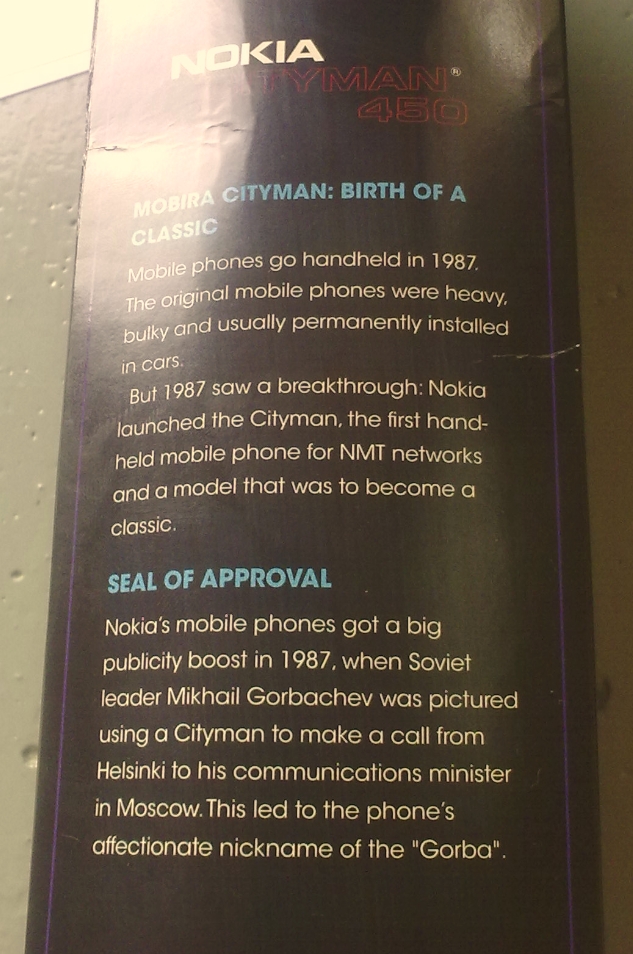 NOKIA
CITYMAN®
450
MOBIRA CITYMAN: BIRTH OF A
CLASSIC
Mobile phones go handheld in 1987.
The original mobile phones were heavy,
bulky and usually permanently installed
in cars.
But 1987 saw a breakthrough: Nokia
launched the Cityman, the first hand-
held mobile phone for NMT networks
and a model that was to become a
classic.
SEAL OF APPROVAL
Nokia's mobile phones got a big
publicity boost in 1987, when Soviet
leader Mikhail Gorbachev was pictured
using a Cityman to make a call from
Helsinki to his communications minister
in Moscow. This led to the phone's
affectionate nickname of the "Gorba".